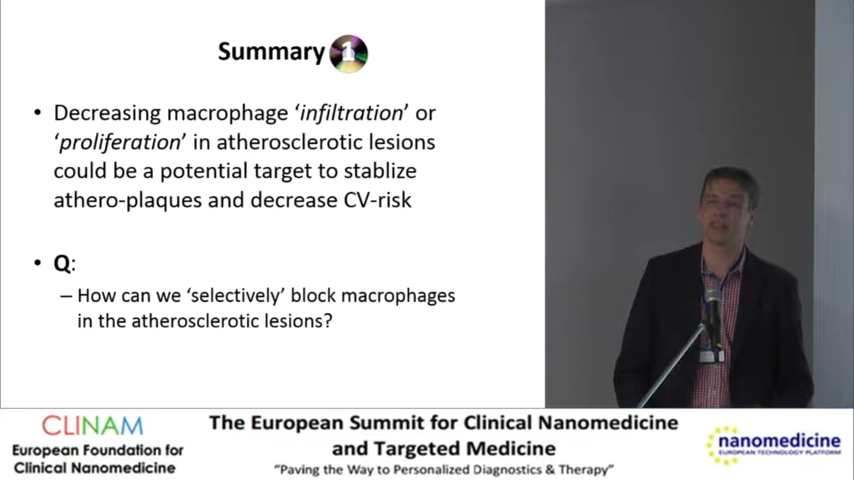 Summary 1
• Decreasing macrophage ‘infiltration’ or
‘proliferation’ in atherosclerotic lesions
could be a potential target to stablize
athero-plaques and decrease CV-risk
• Q:
– How can we ‘selectively’ block macrophages
in the atherosclerotic lesions?
CLINAM
European Foundation for
Clinical Nanomedicine
The European Summit for Clinical Nanomedicine
and Targeted Medicine
“Paving the Way to Personalized Diagnostics & Therapy”
nanomedicine
EUROPEAN TECHNOLOGY PLATFORM